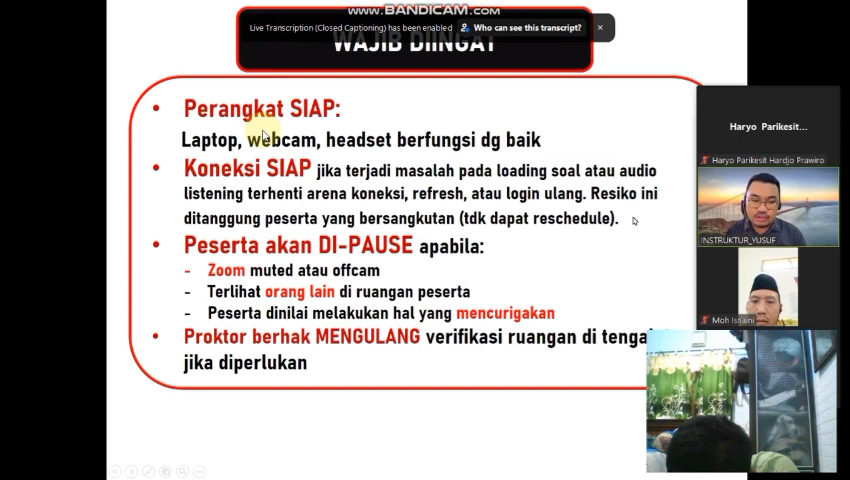 WWW.BANDICAM.COM
Live Transcription (Closed Captioning) has been enabled Who can see this transcript? ×
WAJIB DIINGAT
• Perangkat SIAP:
Laptop, webcam, headset berfungsi dg baik
• Koneksi SIAP jika terjadi masalah pada loading soal atau audio
listening terhenti arena koneksi, refresh, atau login ulang. Resiko ini
ditanggung peserta yang bersangkutan (tdk dapat reschedule).
• Peserta akan DI-PAUSE apabila:
- Zoom muted atau offcam
- Terlihat orang lain di ruangan peserta
- Peserta dinilai melakukan hal yang mencurigakan
• Proktor berhak MENGULANG verifikasi ruangan di
jika diperlukan
Haryo Parikesit...
Haryo Parikesit Hardjo Prawiro
INSTRUKTUR_YUSUF
Moh Isnaini